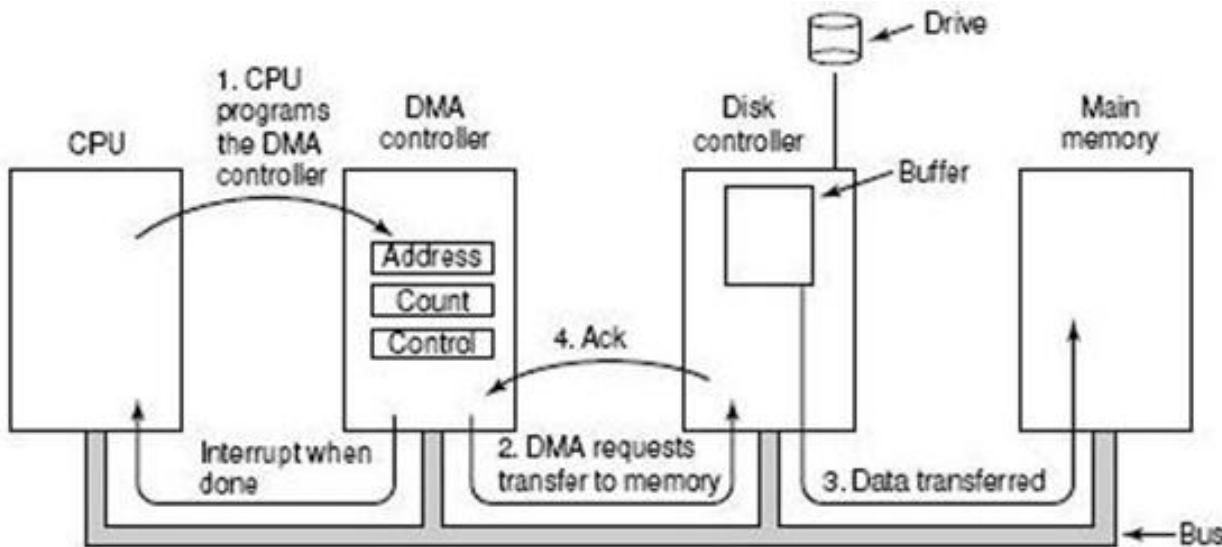 Drive
1. CPU
programs
the DMA
controller
DMA
controller
Disk
controller
Main
memory
CPU
Buffer
Address
Count
Control
4. Ack
Interrupt when
done
2. DMA requests
transfer to memory
3. Data transferred
Bus